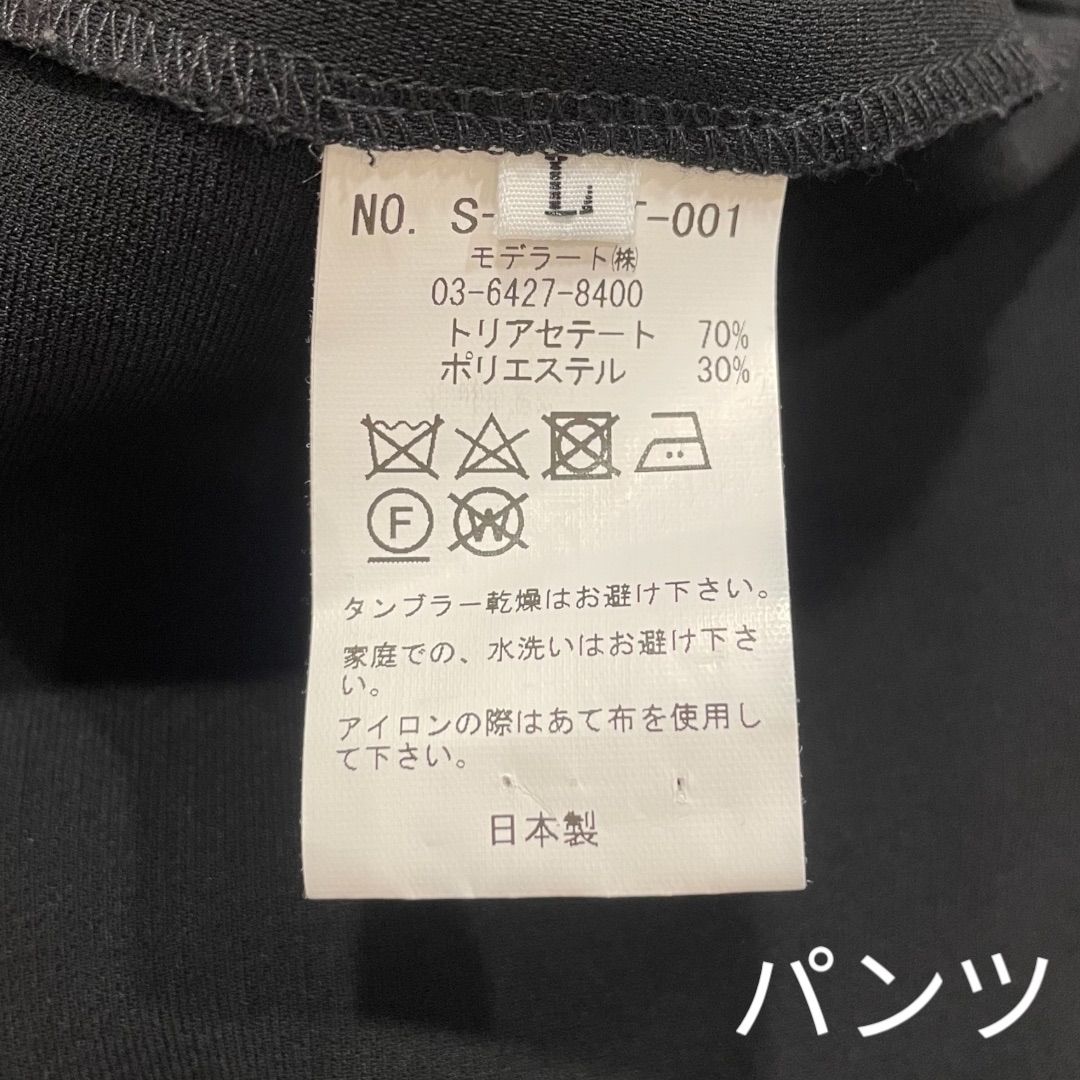 L
NO. S- T-001
モデラート㈱
03-6427-8400
トリアセテート 70%
ポリエステル 30%
F W
タンブラー乾燥はお避け下さい。
家庭での、水洗いはお避け下さ
い。
アイロンの際はあて布を使用し
て下さい。
日本製
パンツ